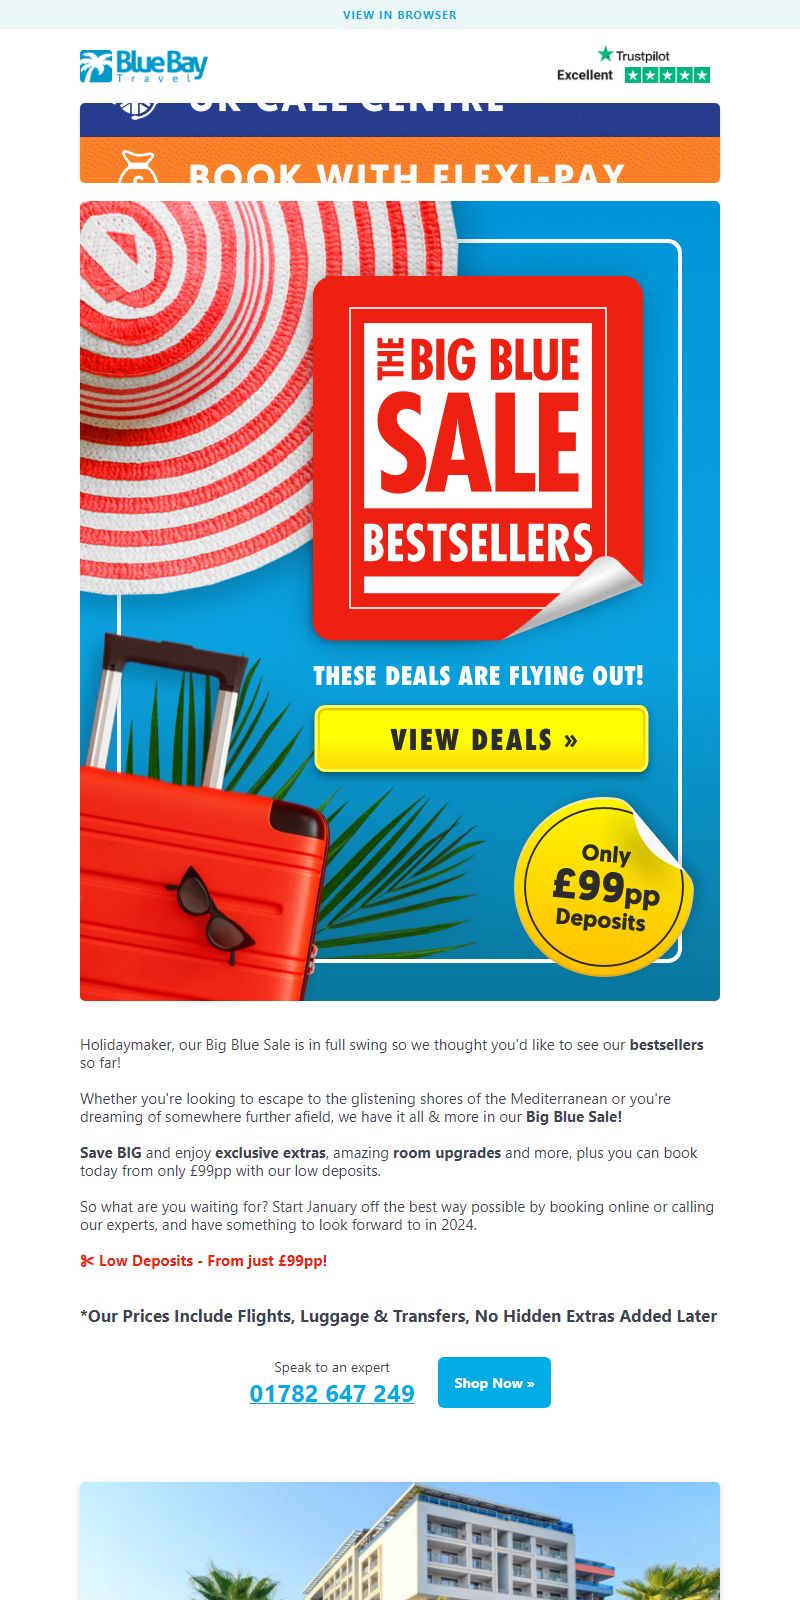 VIEW IN BROWSER
BlueBay
Travel
Trustpilot
Excellent
UK CALL CENTRE
BOOK WITH FLEXI-PAY
THE BIG BLUE
SALE
BESTSELLERS
THESE DEALS ARE FLYING OUT!
VIEW DEALS »
Only
£99pp
Deposits
Holidaymaker, our Big Blue Sale is in full swing so we thought you'd like to see our bestsellers
so far!
Whether you're looking to escape to the glistening shores of the Mediterranean or you're
dreaming of somewhere further afield, we have it all & more in our Big Blue Sale!
Save BIG and enjoy exclusive extras, amazing room upgrades and more, plus you can book
today from only £99pp with our low deposits.
So what are you waiting for? Start January off the best way possible by booking online or calling
our experts, and have something to look forward to in 2024.
✂ Low Deposits - From just £99pp!
*Our Prices Include Flights, Luggage & Transfers, No Hidden Extras Added Later
Speak to an expert
01782 647 249
Shop Now »